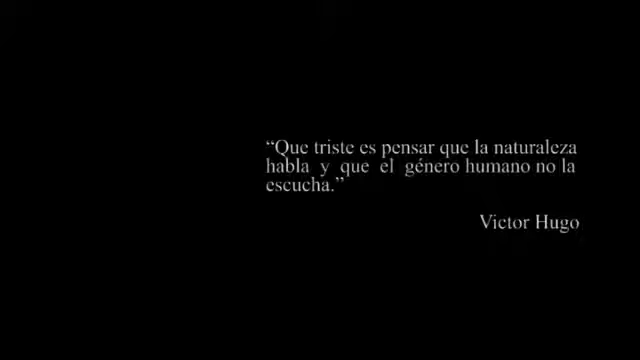 “Que triste es pensar que la naturaleza
habla y que el género humano no la
escucha.”
Victor Hugo